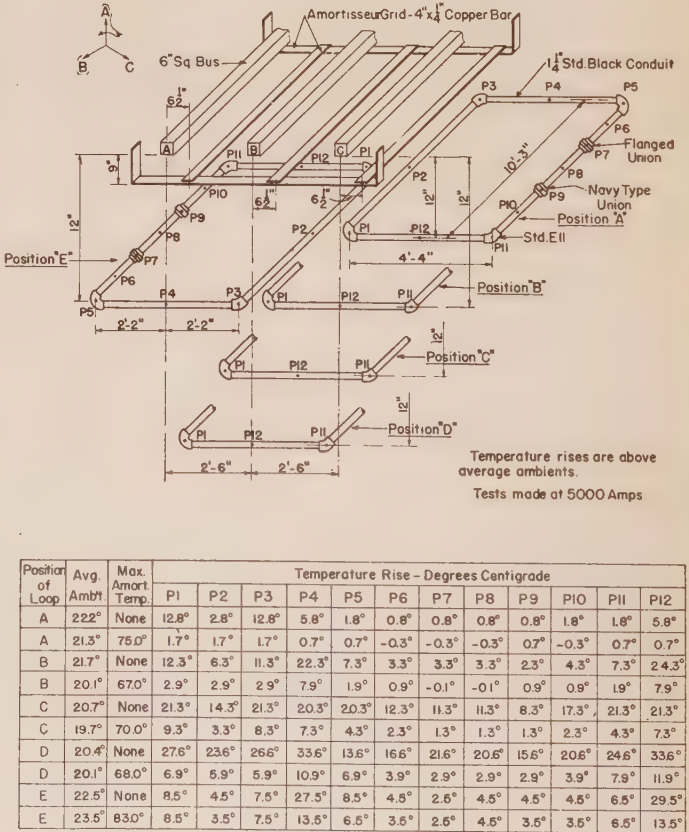 A
B
C
Amortisseur Grid - 4"x 1/4" Copper Bar
6" Sq Bus
1 1/4" Std. Black Conduit
6 1/2"
P3
P4
P5
P6
P7
Flanged
Union
P8
10'-3"
P9
Navy Type
Union
P10
Position "A"
P11
Std. Ell
A
B
C
P11
P12
P1
P2
9"
12"
P10
6 1/2"
6 1/2"
12"
12"
P9
P8
P2
P1
P12
4'-4"
Position "E"
P7
P6
P5
P4
P3
2'-2"
2'-2"
P1
P12
P11
Position "B"
12"
P1
P12
P11
Position "C"
12"
P1
P12
P11
Position "D"
2'-6"
2'-6"
Temperature rises are above
average ambients.
Tests made at 5000 Amps
Position of Loop Avg. Amb't. Max. Amort. Temp. Temperature Rise - Degrees Centigrade
P1 P2 P3 P4 P5 P6 P7 P8 P9 P10 P11 P12
A 22.2° None 12.8° 2.8° 12.8° 5.8° 1.8° 0.8° 0.8° 0.8° 0.8° 1.8° 1.8° 5.8°
A 21.3° 75.0° 1.7° 1.7° 1.7° 0.7° 0.7° -0.3° -0.3° -0.3° 0.7° -0.3° 0.7° 0.7°
B 21.7° None 12.3° 6.3° 11.3° 22.3° 7.3° 3.3° 3.3° 3.3° 2.3° 4.3° 7.3° 24.3°
B 20.1° 67.0° 2.9° 2.9° 2.9° 7.9° 1.9° 0.9° -0.1° -0.1° 0.9° 0.9° 1.9° 7.9°
C 20.7° None 21.3° 14.3° 21.3° 20.3° 20.3° 12.3° 11.3° 11.3° 8.3° 17.3° 21.3° 21.3°
C 19.7° 70.0° 9.3° 3.3° 8.3° 7.3° 4.3° 2.3° 1.3° 1.3° 1.3° 2.3° 4.3° 7.3°
D 20.4° None 27.6° 23.6° 26.6° 33.6° 13.6° 16.6° 21.6° 20.6° 15.6° 20.6° 24.6° 33.6°
D 20.1° 68.0° 6.9° 5.9° 5.9° 10.9° 6.9° 3.9° 2.9° 2.9° 2.9° 3.9° 7.9° 11.9°
E 22.5° None 8.5° 4.5° 7.5° 27.5° 8.5° 4.5° 2.5° 4.5° 4.5° 4.5° 6.5° 29.5°
E 23.5° 83.0° 8.5° 3.5° 7.5° 13.5° 6.5° 3.5° 2.5° 4.5° 3.5° 3.5° 6.5° 13.5°